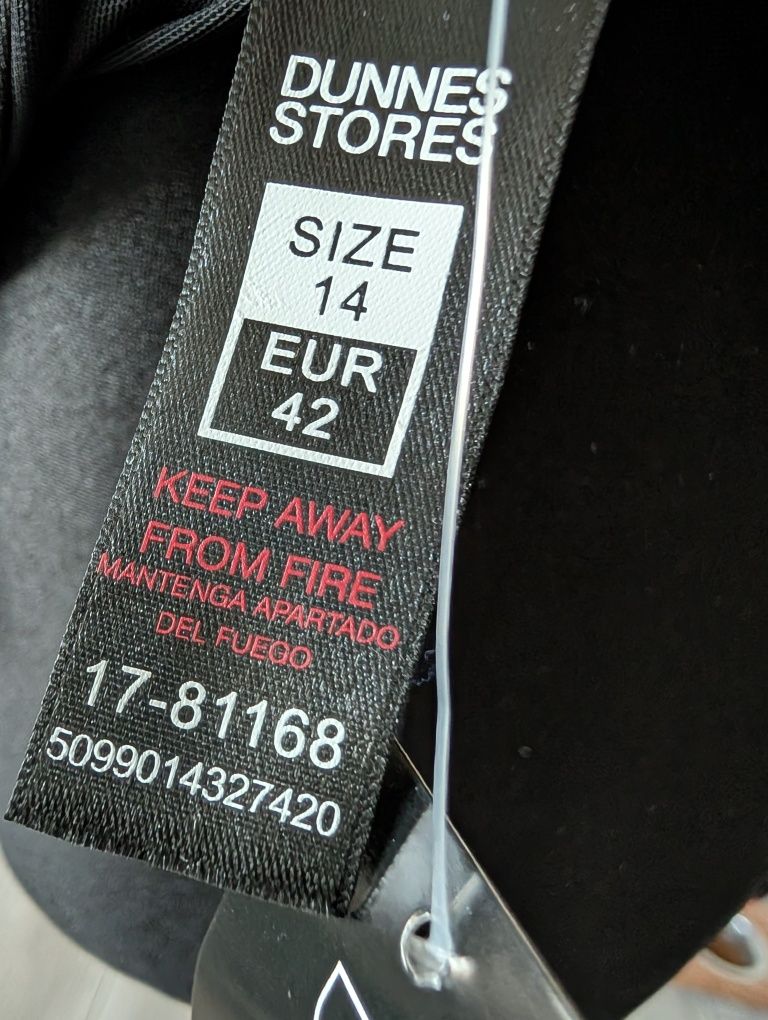 DUNNES
STORES
SIZE
14
EUR
42
KEEP AWAY
FROM FIRE
MANTENGA APARTADO
DEL FUEGO
17-81168
5099014327420